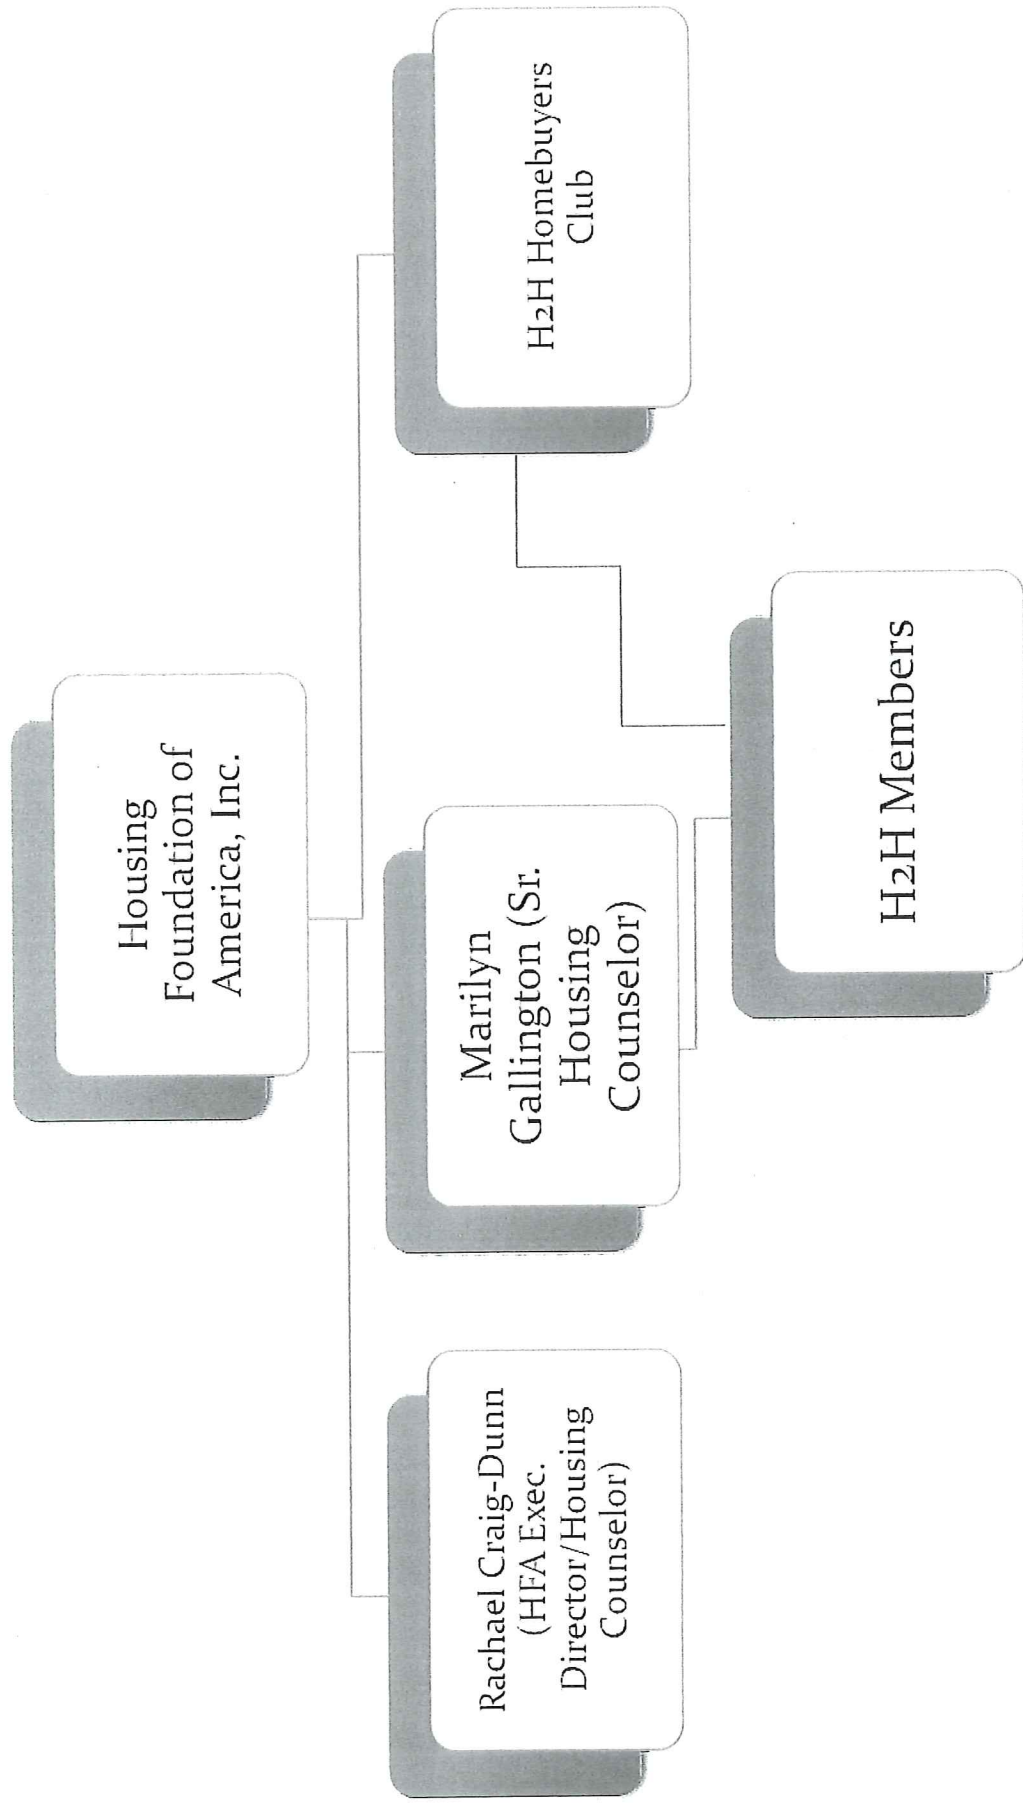 Housing
Foundation of
America, Inc.
Rachael Craig-Dunn
(HFA Exec.
Director/Housing
Counselor)
Marilyn
Gallington (Sr.
Housing
Counselor)
H2H Homebuyers
Club
H2H Members